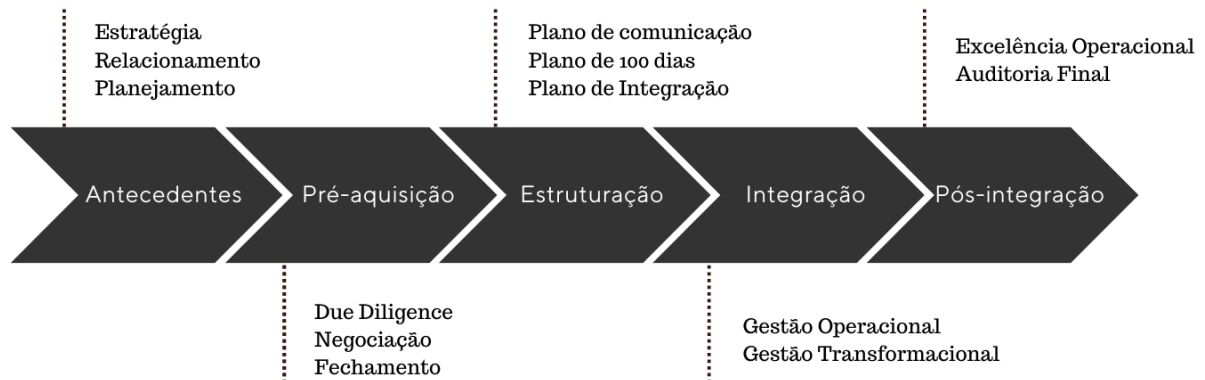 Estratégia
Relacionamento
Planejamento
Plano de comunicação
Plano de 100 dias
Plano de Integração
Excelência Operacional
Auditoria Final
Antecedentes
Pré-aquisição
Estruturação
Integração
Pós-integração
Due Diligence
Negociação
Fechamento
Gestão Operacional
Gestão Transformacional